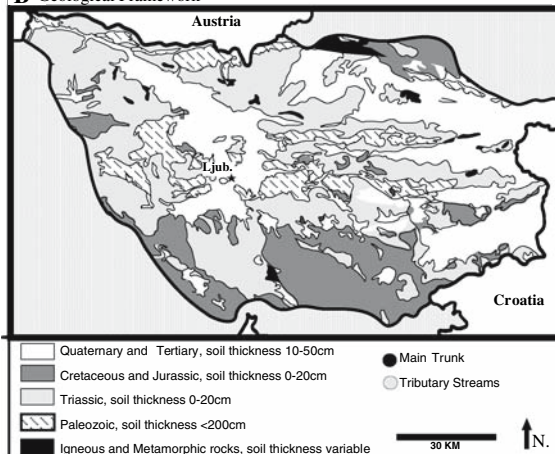 B Geological Framework
Austria
Ljub.
Croatia
Quaternary and Tertiary, soil thickness 10-50cm
Cretaceous and Jurassic, soil thickness 0-20cm
Triassic, soil thickness 0-20cm
Paleozoic, soil thickness <200cm
Igneous and Metamorphic rocks, soil thickness variable
Main Trunk
Tributary Streams
30 KM
N.